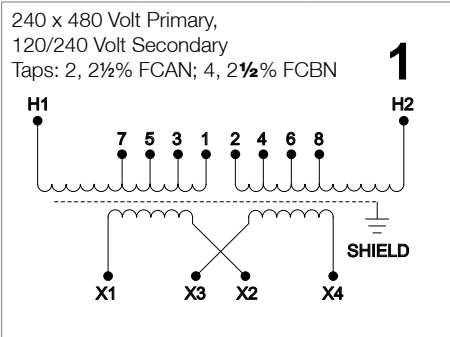 240 x 480 Volt Primary,
120/240 Volt Secondary
Taps: 2, 2½% FCAN; 4, 2½% FCBN
1
H1 H2
7 5 3 1 2 4 6 8
SHIELD
X1 X3 X2 X4